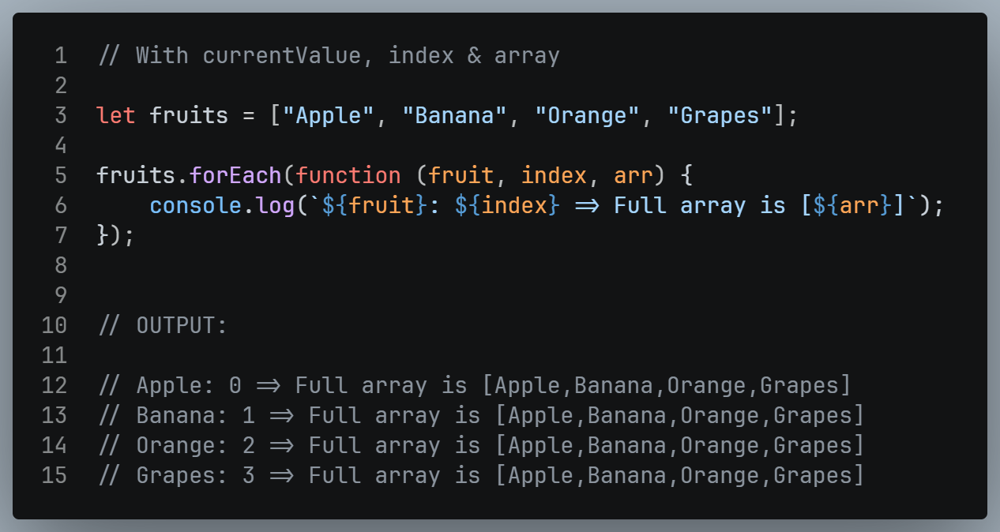 1 // With currentValue, index & array
2
3 let fruits = ["Apple", "Banana", "Orange", "Grapes"];
4
5 fruits.forEach(function (fruit, index, arr) {
6     console.log(`${fruit}: ${index} => Full array is [${arr}]`);
7 });
8
9
10 // OUTPUT:
11
12 // Apple: 0 => Full array is [Apple,Banana,Orange,Grapes]
13 // Banana: 1 => Full array is [Apple,Banana,Orange,Grapes]
14 // Orange: 2 => Full array is [Apple,Banana,Orange,Grapes]
15 // Grapes: 3 => Full array is [Apple,Banana,Orange,Grapes]